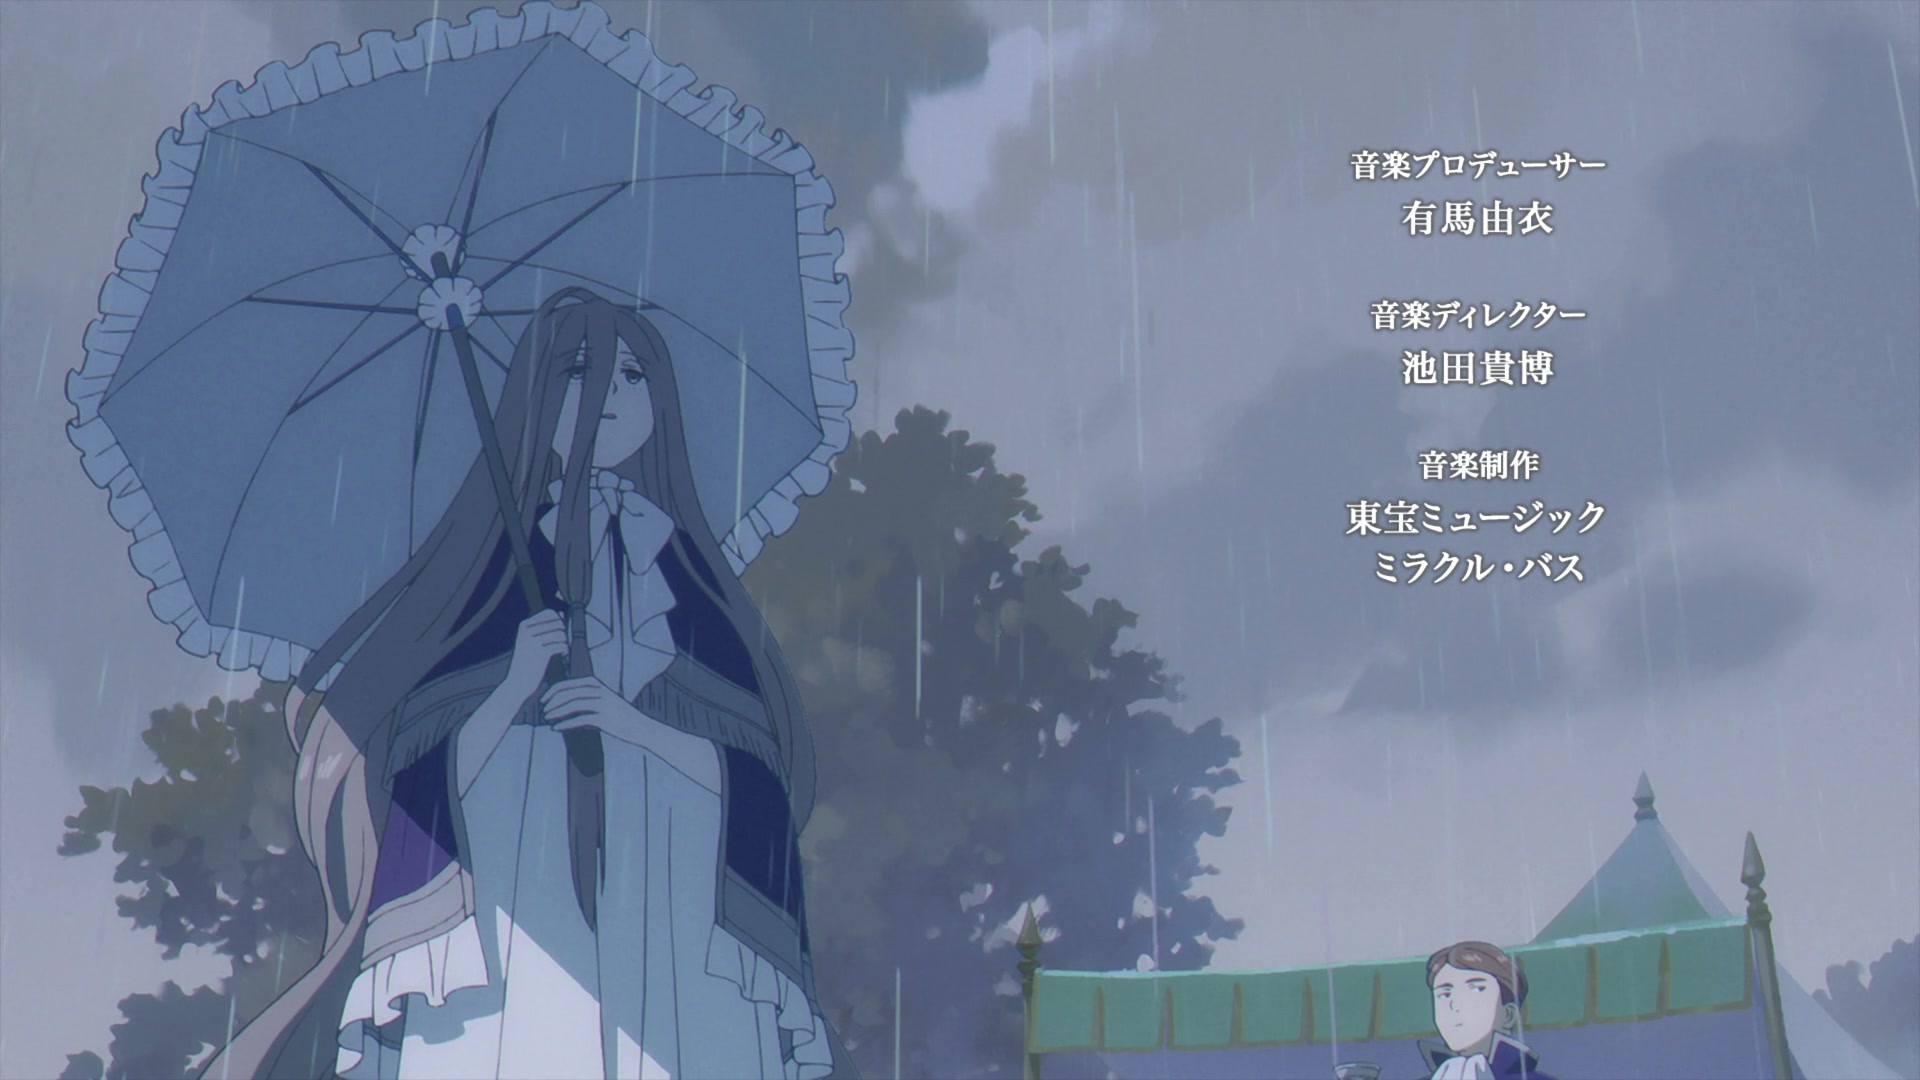 音楽プロデューサー
有馬由衣
音楽ディレクター
池田貴博
音楽制作
東宝ミュージック
ミラクル・バス